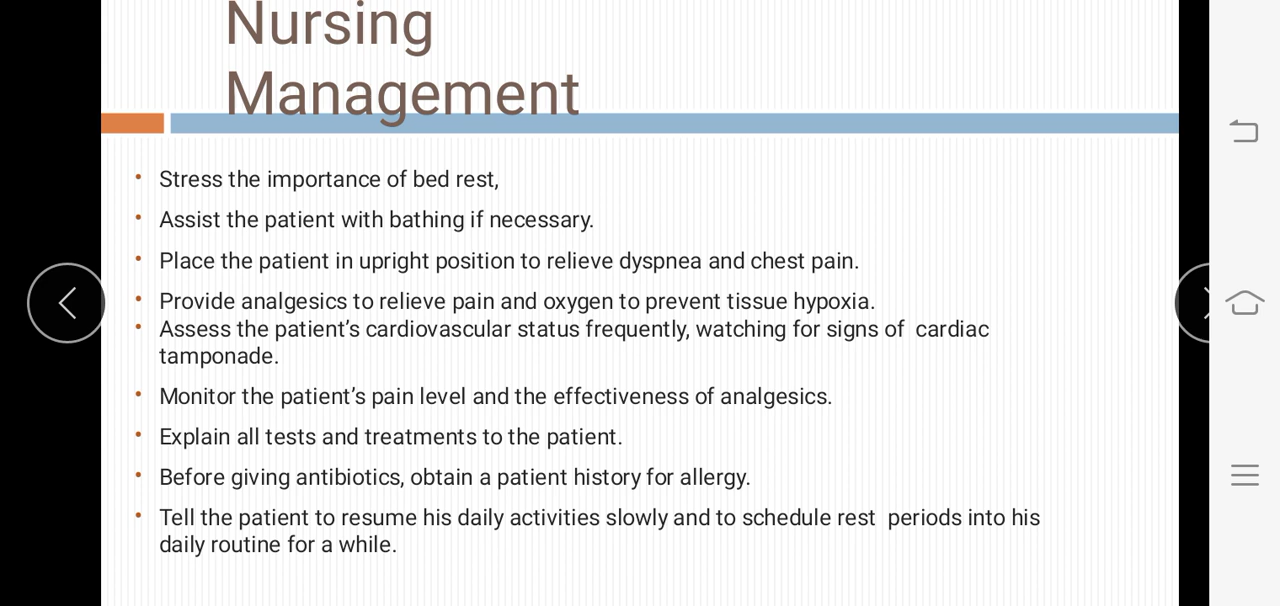 Nursing
Management
• Stress the importance of bed rest,
• Assist the patient with bathing if necessary.
• Place the patient in upright position to relieve dyspnea and chest pain.
• Provide analgesics to relieve pain and oxygen to prevent tissue hypoxia.
• Assess the patient’s cardiovascular status frequently, watching for signs of  cardiac
tamponade.
• Monitor the patient’s pain level and the effectiveness of analgesics.
• Explain all tests and treatments to the patient.
• Before giving antibiotics, obtain a patient history for allergy.
• Tell the patient to resume his daily activities slowly and to schedule rest  periods into his
daily routine for a while.